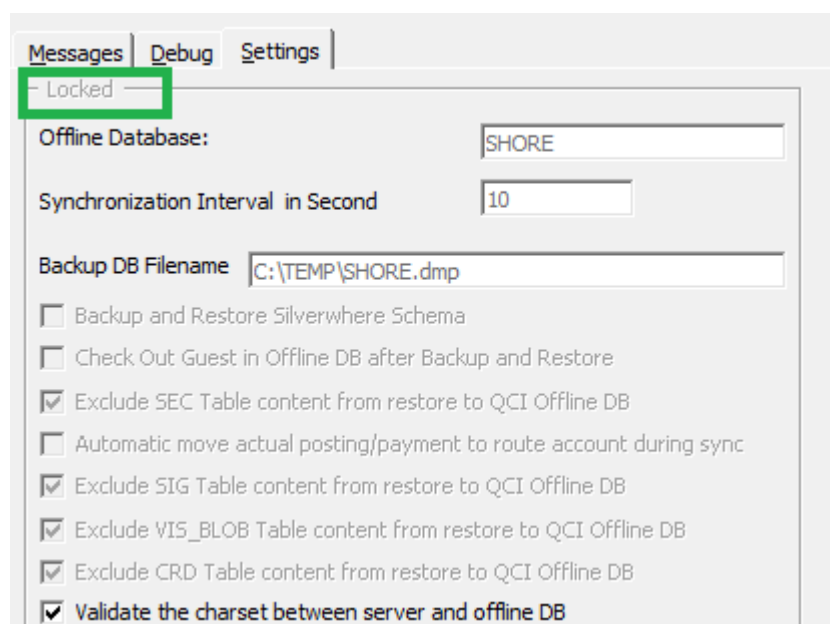 Messages Debug Settings
Locked
Offline Database: SHORE
Synchronization Interval in Second 10
Backup DB Filename C:\TEMP\SHORE.dmp
Backup and Restore Silverwhere Schema
Check Out Guest in Offline DB after Backup and Restore
Exclude SEC Table content from restore to QCI Offline DB
Automatic move actual posting/payment to route account during sync
Exclude SIG Table content from restore to QCI Offline DB
Exclude VIS_BLOB Table content from restore to QCI Offline DB
Exclude CRD Table content from restore to QCI Offline DB
Validate the charset between server and offline DB